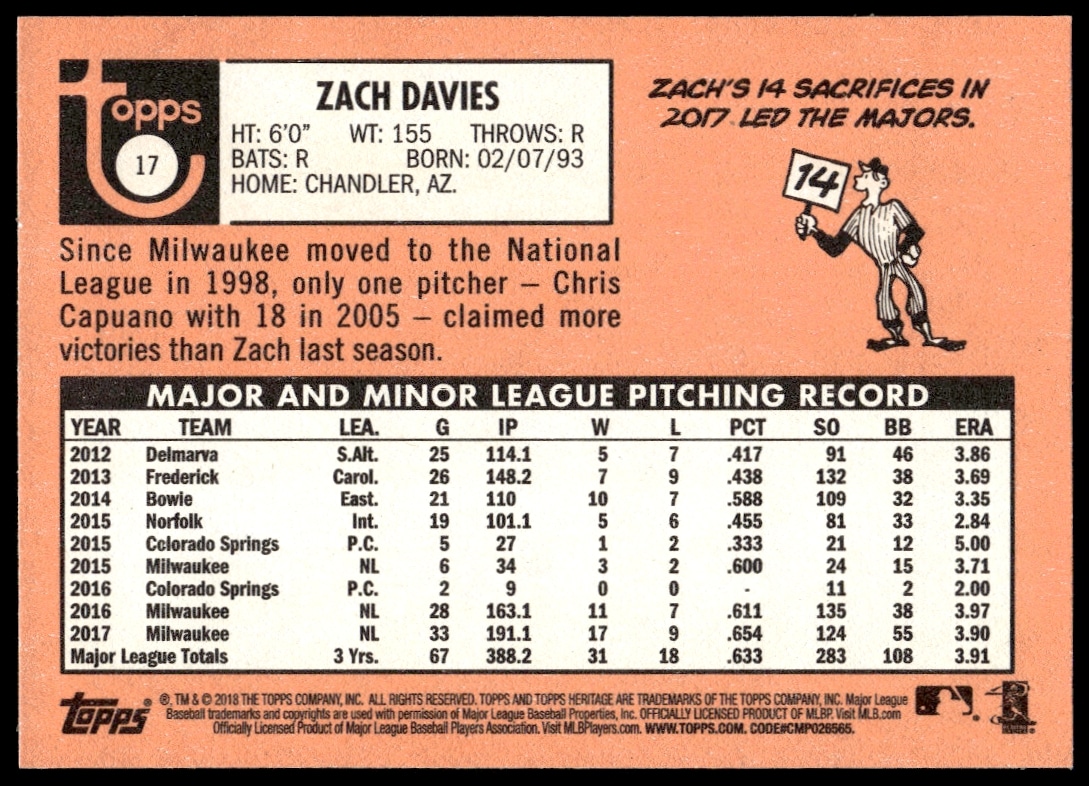 topps
17
ZACH DAVIES
HT: 6'0" WT: 155 THROWS: R
BATS: R BORN: 02/07/93
HOME: CHANDLER, AZ.
ZACH'S 14 SACRIFICES IN
2017 LED THE MAJORS.
14
Since Milwaukee moved to the National
League in 1998, only one pitcher – Chris
Capuano with 18 in 2005 – claimed more
victories than Zach last season.
MAJOR AND MINOR LEAGUE PITCHING RECORD
YEAR TEAM LEA. G IP W L PCT SO BB ERA
2012 Delmarva S.Alt. 25 114.1 5 7 .417 91 46 3.86
2013 Frederick Carol. 26 148.2 7 9 .438 132 38 3.69
2014 Bowie East. 21 110 10 7 .588 109 32 3.35
2015 Norfolk Int. 19 101.1 5 6 .455 81 33 2.84
2015 Colorado Springs P.C. 5 27 1 2 .333 21 12 5.00
2015 Milwaukee NL 6 34 3 2 .600 24 15 3.71
2016 Colorado Springs P.C. 2 9 0 0 - 11 2 2.00
2016 Milwaukee NL 28 163.1 11 7 .611 135 38 3.97
2017 Milwaukee NL 33 191.1 17 9 .654 124 55 3.90
Major League Totals 3 Yrs. 67 388.2 31 18 .633 283 108 3.91
topps®
®, TM & © 2018 THE TOPPS COMPANY, INC. ALL RIGHTS RESERVED. TOPPS AND TOPPS HERITAGE ARE TRADEMARKS OF THE TOPPS COMPANY, INC. Major League
Baseball trademarks and copyrights are used with permission of Major League Baseball Properties, Inc. OFFICIALLY LICENSED PRODUCT OF MLBP. Visit MLB.com
Officially Licensed Product of Major League Baseball Players Association. Visit MLBPlayers.com. WWW.TOPPS.COM. CODE#CMP026565.